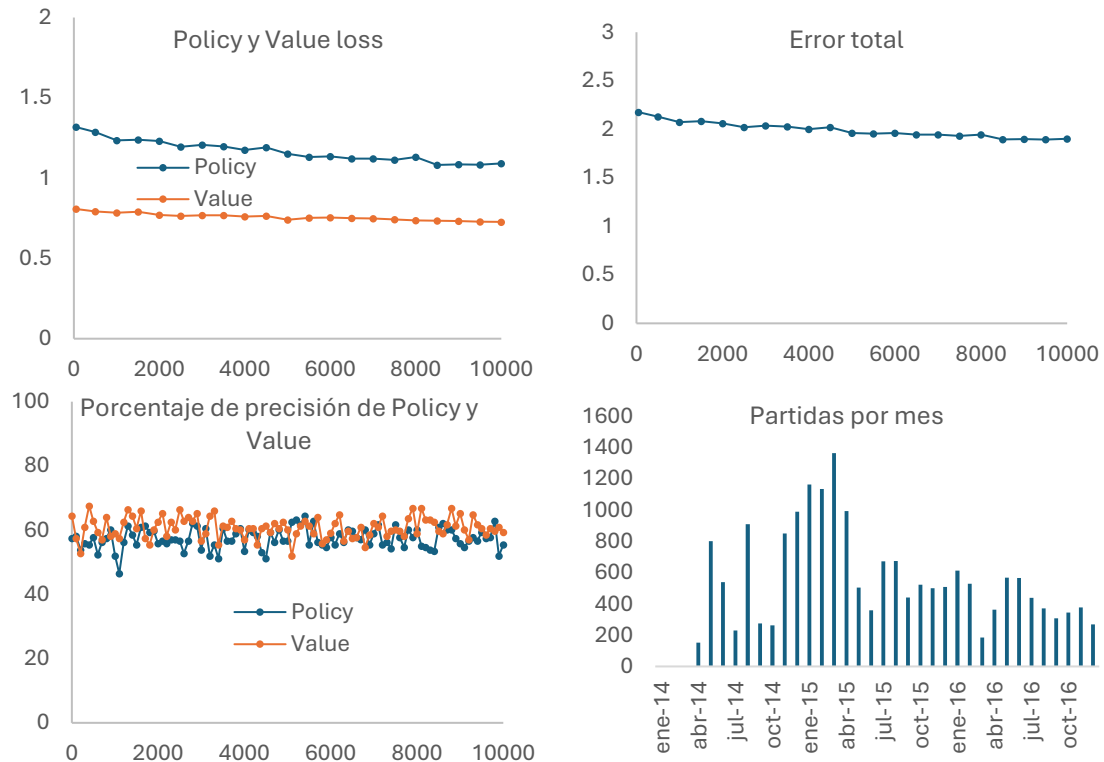 Policy y Value loss
2
1.5
1
0.5
0
Policy
Value
0 2000 4000 6000 8000 10000
Error total
3
2.5
2
1.5
1
0.5
0
0 2000 4000 6000 8000 10000
Porcentaje de precisión de Policy y
Value
100
80
60
40
20
0
Policy
Value
0 2000 4000 6000 8000 10000
Partidas por mes
1600
1400
1200
1000
800
600
400
200
0
ene-14
abr-14
jul-14
oct-14
ene-15
abr-15
jul-15
oct-15
ene-16
abr-16
jul-16
oct-16